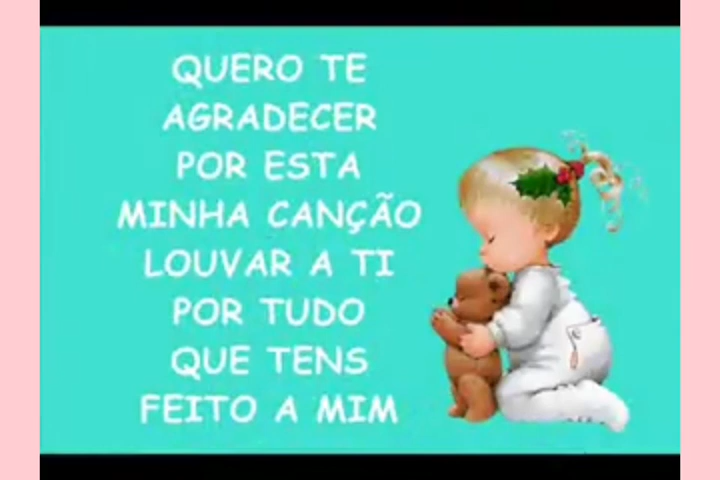 QUERO TE
AGRADECER
POR ESTA
MINHA CANÇÃO
LOUVAR A TI
POR TUDO
QUE TENS
FEITO A MIM